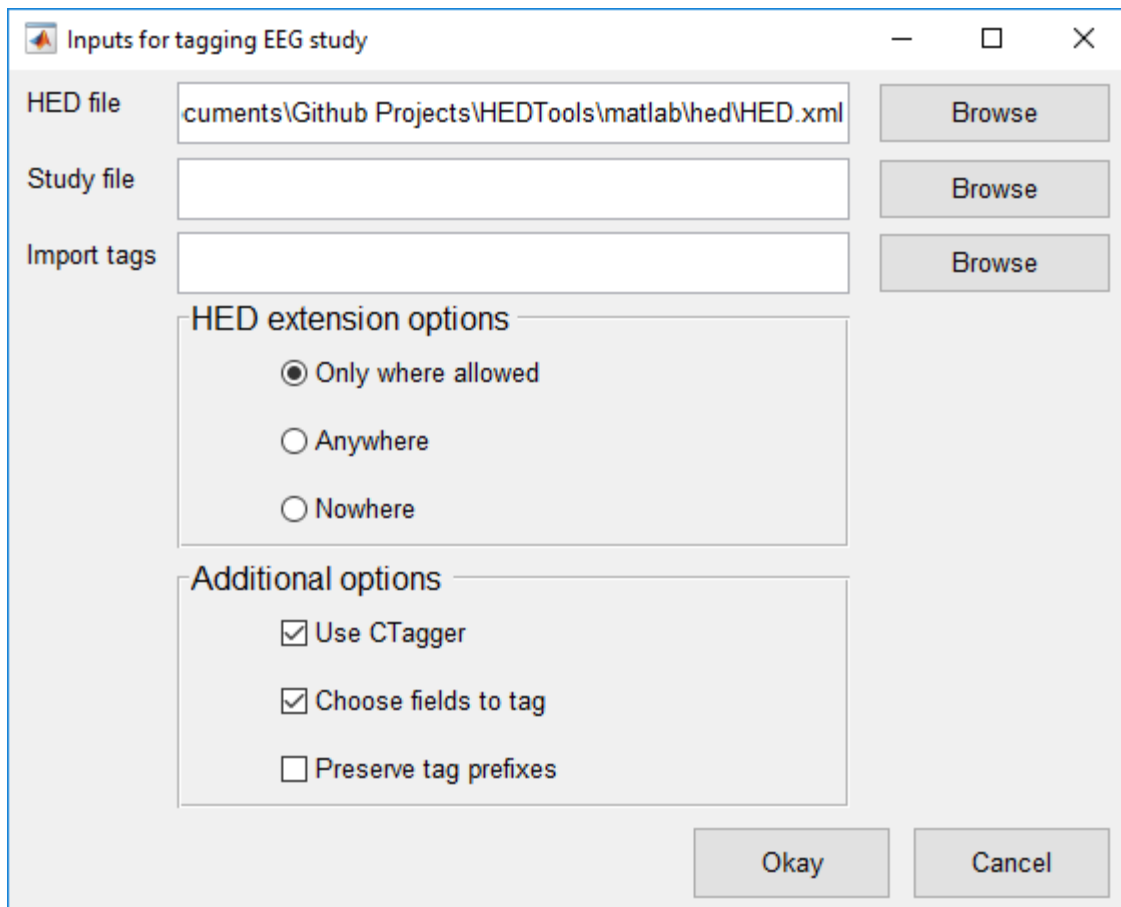 Inputs for tagging EEG study
HED file
cuments\Github Projects\HEDTools\matlab\hed\HED.xml
Browse
Study file
Browse
Import tags
Browse
HED extension options
Only where allowed
Anywhere
Nowhere
Additional options
Use CTagger
Choose fields to tag
Preserve tag prefixes
Okay
Cancel